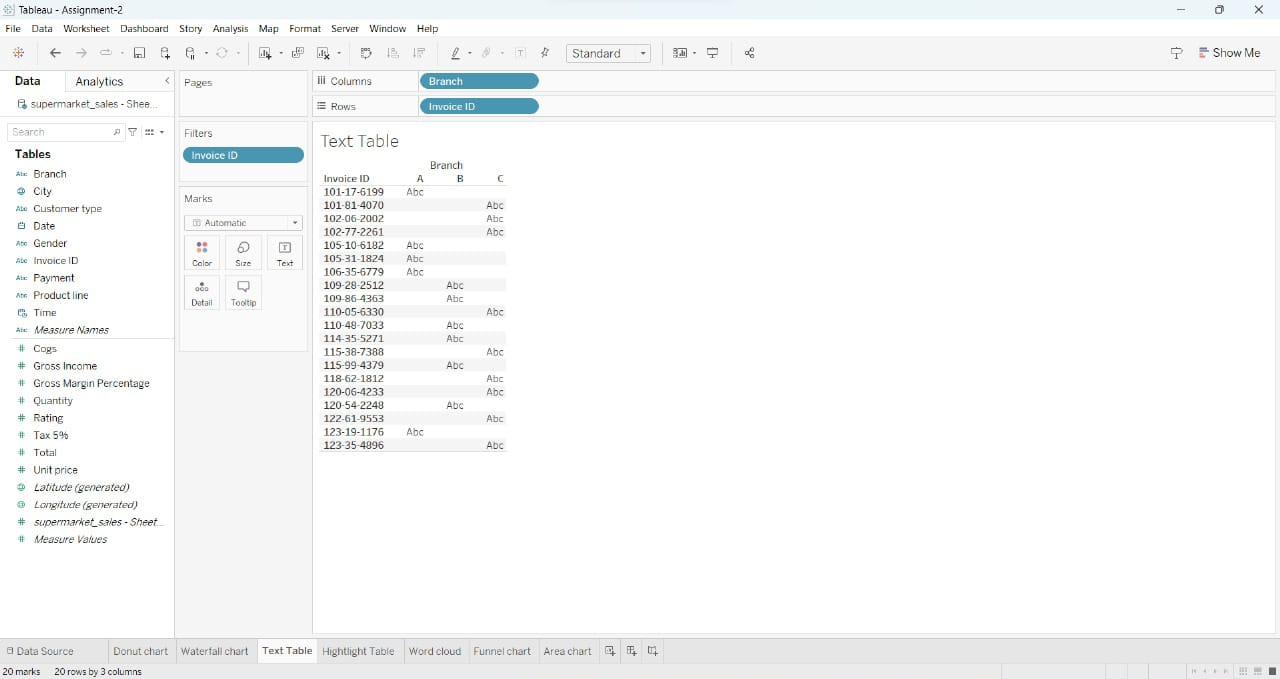 Tableau - Assignment-2
File Data Worksheet Dashboard Story Analysis Map Format Server Window Help
Standard
Show Me
Data Analytics
supermarket_sales - Shee...
Search
Tables
Abc Branch
City
Abc Customer type
Date
Abc Gender
Abc Invoice ID
Abc Payment
Abc Product line
Time
Abc Measure Names
# Cogs
# Gross Income
# Gross Margin Percentage
# Quantity
# Rating
# Tax 5%
# Total
# Unit price
Latitude (generated)
Longitude (generated)
# supermarket_sales - Sheet...
# Measure Values
Pages
Filters
Invoice ID
Marks
T Automatic
Color Size Text
Detail Tooltip
Columns Branch
Rows Invoice ID
Text Table
Branch
Invoice ID A B C
101-17-6199 Abc
101-81-4070 Abc
102-06-2002 Abc
102-77-2261 Abc
105-10-6182 Abc
105-31-1824 Abc
106-35-6779 Abc
109-28-2512 Abc
109-86-4363 Abc
110-05-6330 Abc
110-48-7033 Abc
114-35-5271 Abc
115-38-7388 Abc
115-99-4379 Abc
118-62-1812 Abc
120-06-4233 Abc
120-54-2248 Abc
122-61-9553 Abc
123-19-1176 Abc
123-35-4896 Abc
Data Source Donut chart Waterfall chart Text Table Hightlight Table Word cloud Funnel chart Area chart
20 marks 20 rows by 3 columns